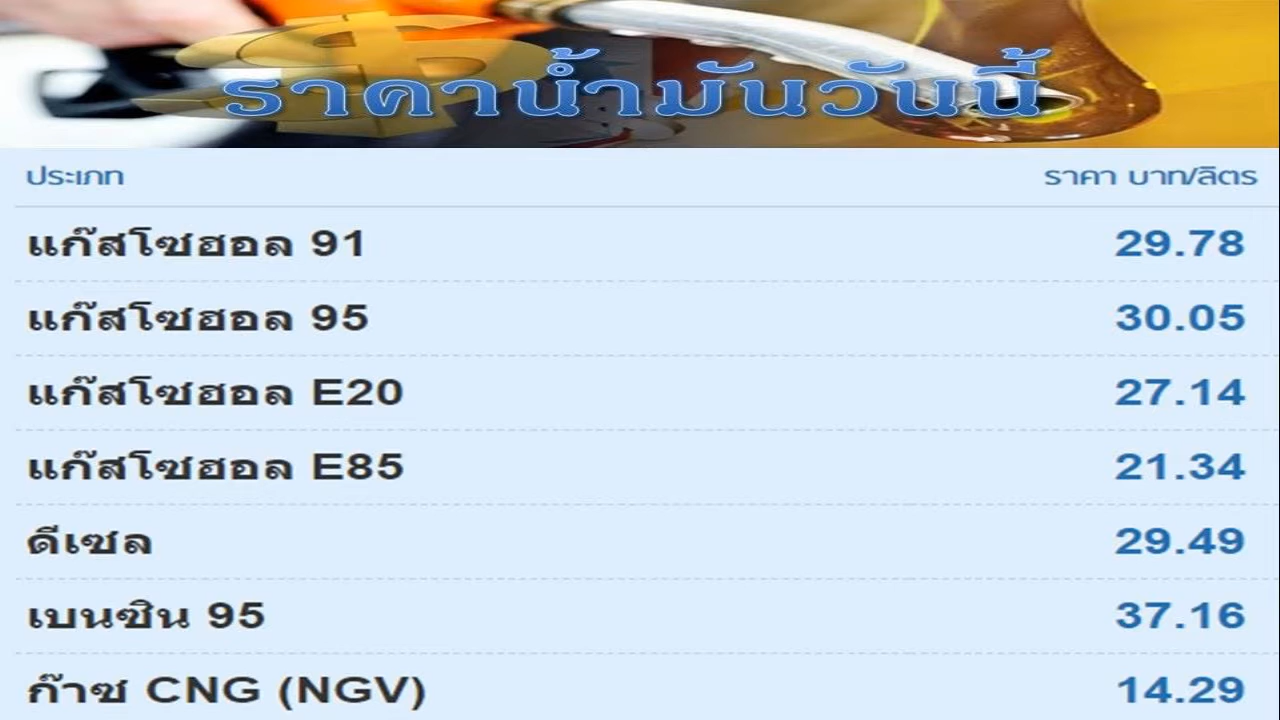 ราคาน้ำมันวันนี้
ประเภท ราคา บาท/ลิตร
แก๊สโซฮอล 91 29.78
แก๊สโซฮอล 95 30.05
แก๊สโซฮอล E20 27.14
แก๊สโซฮอล E85 21.34
ดีเซล 29.49
เบนซิน 95 37.16
ก๊าซ CNG (NGV) 14.29